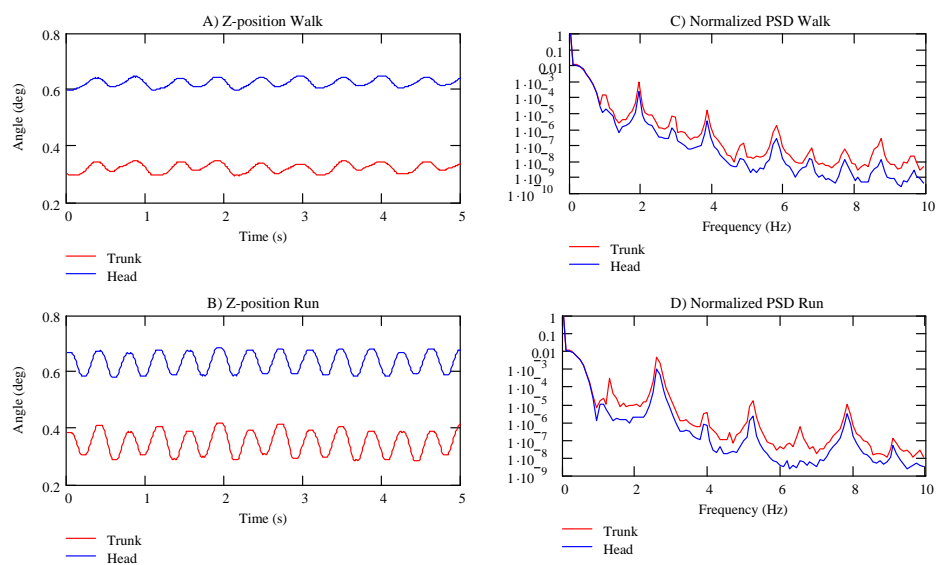 A) Z-position Walk
0.8
0.6
0.4
0.2
Angle (deg)
0 1 2 3 4 5
Time (s)
Trunk
Head
C) Normalized PSD Walk
1
0.1
0.01
1·10 −3
1·10 −4
1·10 −5
1·10 −6
1·10 −7
1·10 −8
1·10 −9
1·10 −10
0 2 4 6 8 10
Frequency (Hz)
Trunk
Head
B) Z-position Run
0.8
0.6
0.4
0.2
Angle (deg)
0 1 2 3 4 5
Time (s)
Trunk
Head
D) Normalized PSD Run
1
0.1
0.01
1·10 −3
1·10 −4
1·10 −5
1·10 −6
1·10 −7
1·10 −8
1·10 −9
0 2 4 6 8 10
Frequency (Hz)
Trunk
Head